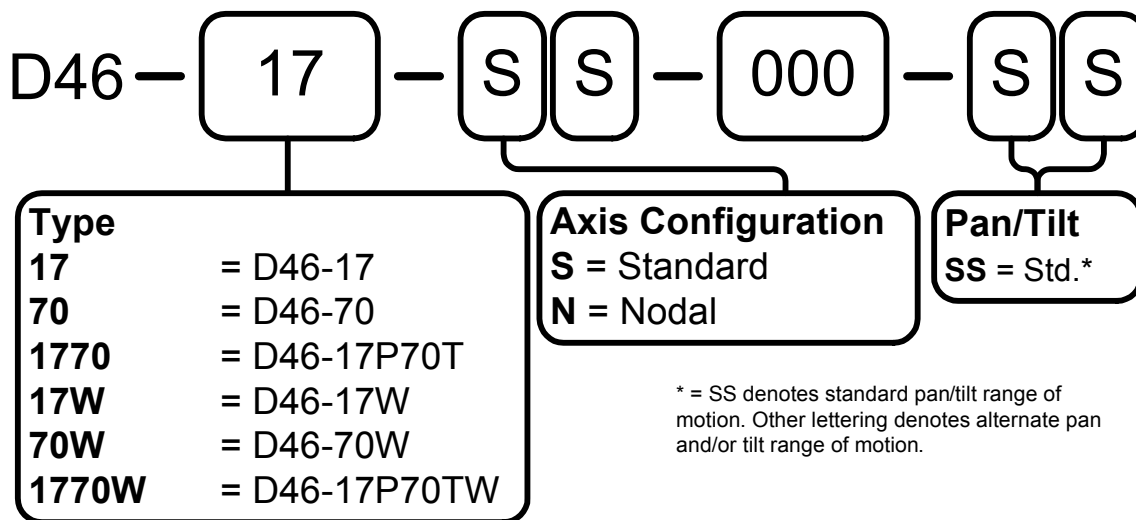 D46 — 17 — S S — 000 — S S
Type
17 = D46-17
70 = D46-70
1770 = D46-17P70T
17W = D46-17W
70W = D46-70W
1770W = D46-17P70TW
Axis Configuration
S = Standard
N = Nodal
Pan/Tilt
SS = Std.*
* = SS denotes standard pan/tilt range of
motion. Other lettering denotes alternate pan
and/or tilt range of motion.